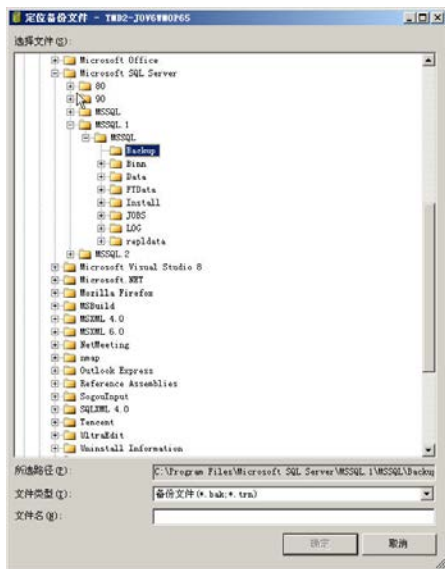 定位备份文件 - TMD2-JOV6WMOP65
选择文件(S):
Microsoft Office
Microsoft SQL Server
80
90
MSSQL
MSSQL.1
MSSQL
Backup
Binn
Data
FTData
Install
JOBS
LOG
repldata
MSSQL.2
Microsoft Visual Studio 8
Microsoft.NET
Mozilla Firefox
MSBuild
MSXML 4.0
MSXML 6.0
NetMeeting
nmap
Outlook Express
Reference Assemblies
SogouInput
SQLXML 4.0
Tencent
UltraEdit
Uninstall Information
所选路径(P): C:\Program Files\Microsoft SQL Server\MSSQL.1\MSSQL\Backup
文件类型(T): 备份文件(*.bak;*.trn)
文件名(N):
确定 取消